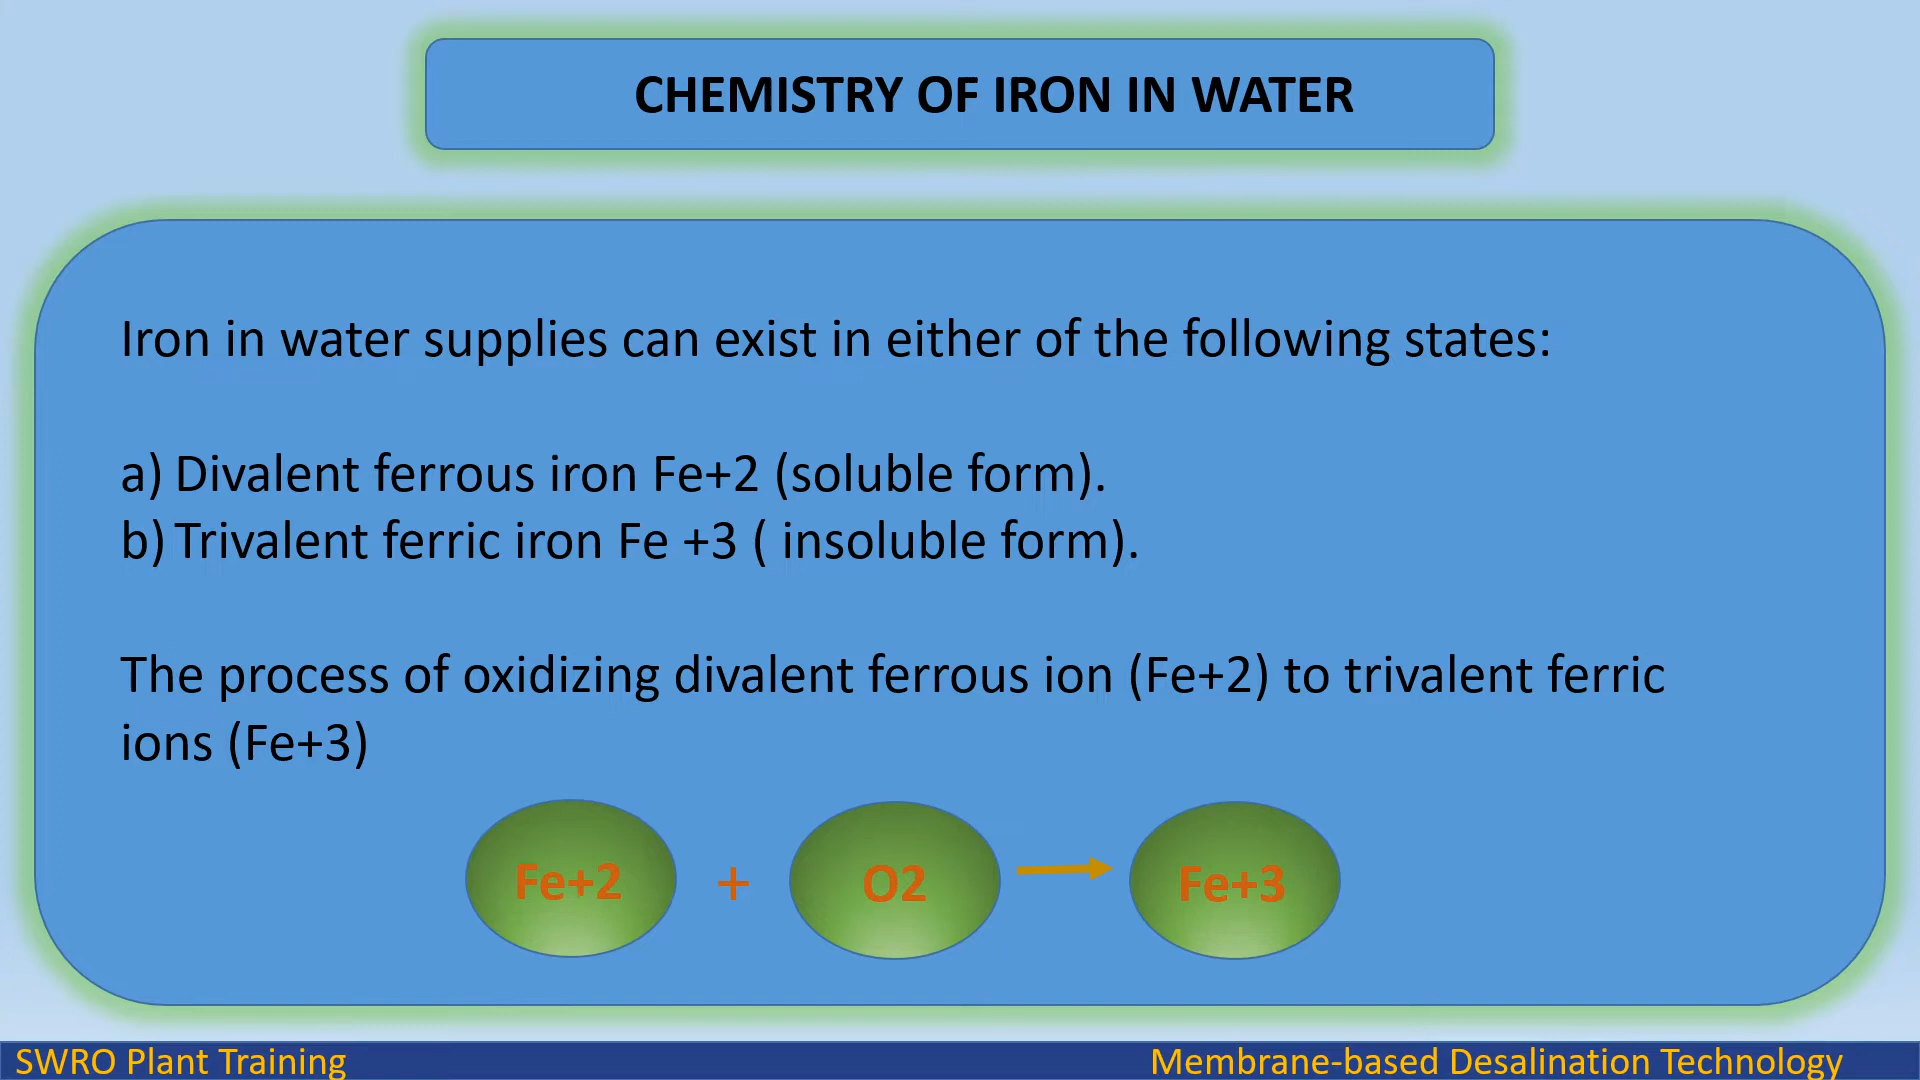 CHEMISTRY OF IRON IN WATER
Iron in water supplies can exist in either of the following states:
a) Divalent ferrous iron Fe+2 (soluble form).
b) Trivalent ferric iron Fe +3 ( insoluble form).
The process of oxidizing divalent ferrous ion (Fe+2) to trivalent ferric
ions (Fe+3)
Fe+2 + O2 Fe+3
SWRO Plant Training
Membrane-based Desalination Technology